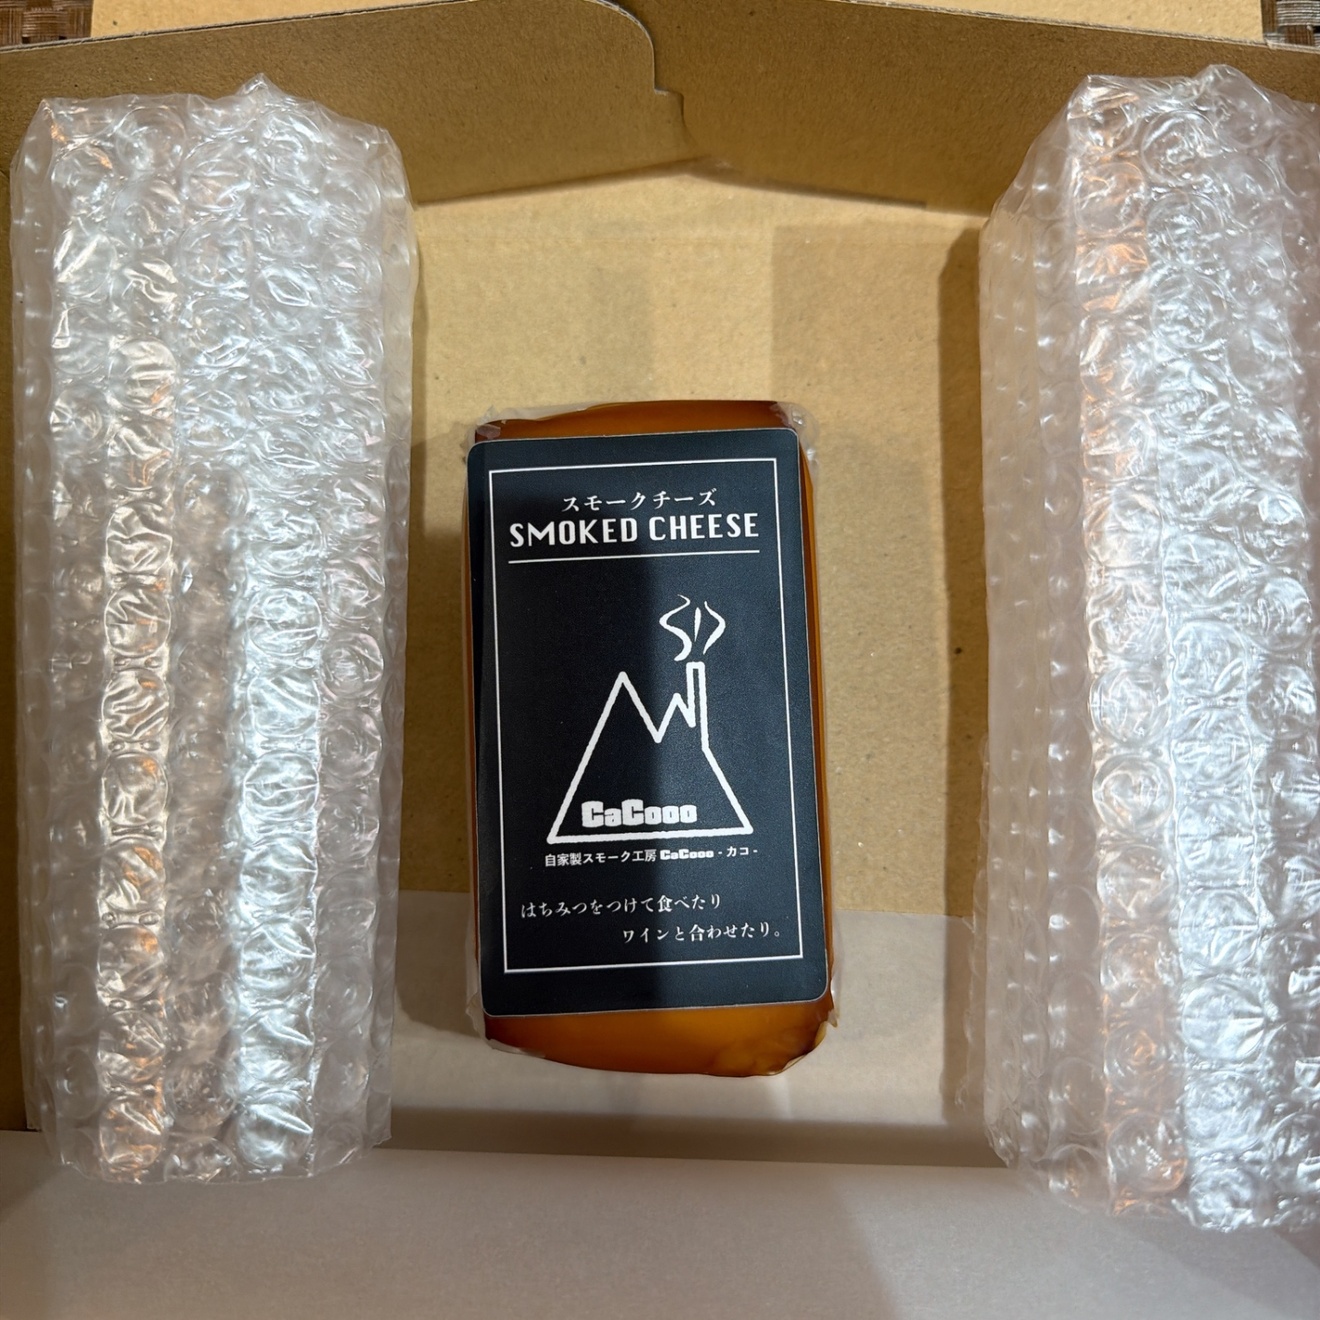 スモークチーズ
SMOKED CHEESE
CaCooo
自家製スモーク工房 CaCooo - カコ -
はちみつをつけて食べたり
ワインと合わせたり。